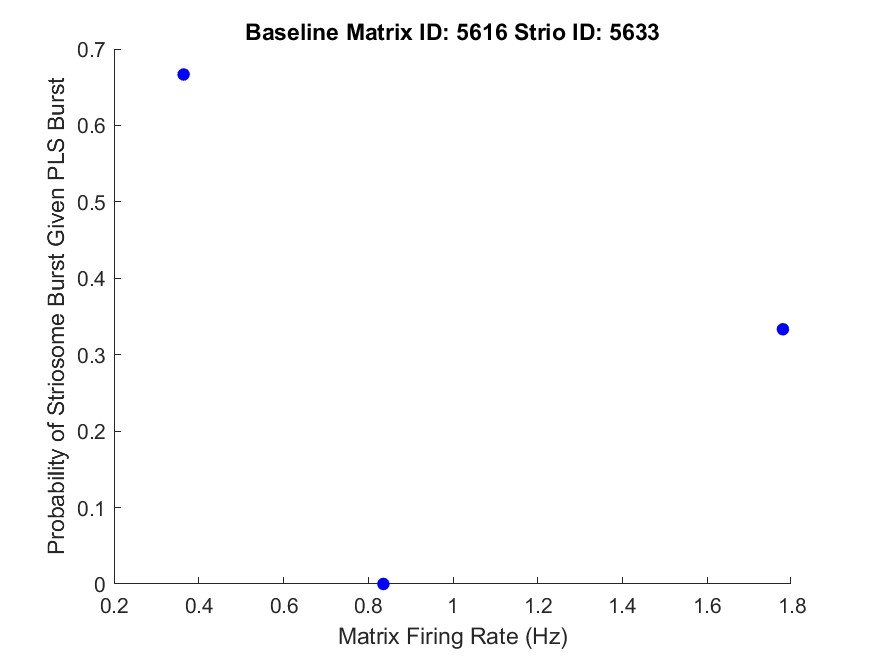 Baseline Matrix ID: 5616 Strio ID: 5633
Probability of Striosome Burst Given PLS Burst
0.7
0.6
0.5
0.4
0.3
0.2
0.1
0
0.2 0.4 0.6 0.8 1 1.2 1.4 1.6 1.8
Matrix Firing Rate (Hz)